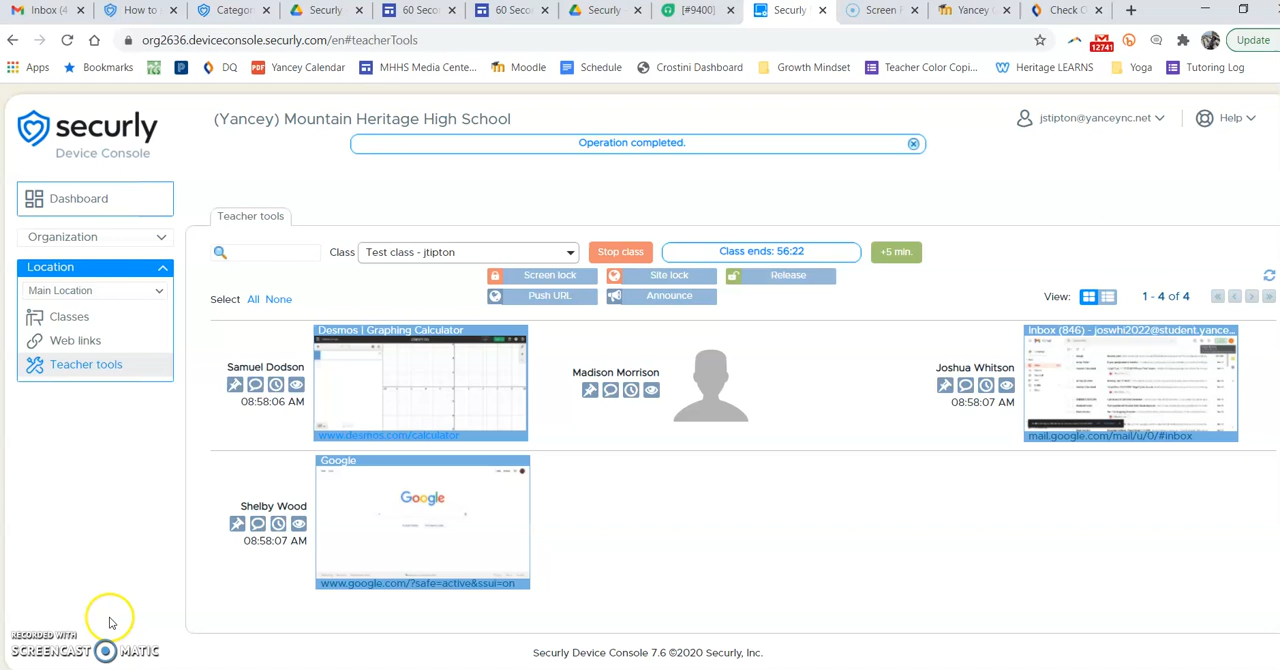 Inbox (4
How to
Categor
Securly
60 Seco
60 Seco
Securly
[#9400]
Securly
Screen F
Yancey C
Check O
org2636.deviceconsole.securly.com/en#teacherTools
12741
Update
Apps
Bookmarks
DQ
PDF Yancey Calendar
MHHS Media Cente...
Moodle
Schedule
Crostini Dashboard
Growth Mindset
Teacher Color Copi...
Heritage LEARNS
Yoga
Tutoring Log
securly
Device Console
(Yancey) Mountain Heritage High School
jstipton@yanceync.net
Help
Operation completed.
Dashboard
Organization
Location
Main Location
Classes
Web links
Teacher tools
Teacher tools
Class Test class - jtipton
Stop class
Class ends: 56:22
+5 min.
Screen lock
Site lock
Release
Push URL
Announce
Select All None
View:
1 - 4 of 4
Samuel Dodson
08:58:06 AM
Desmos | Graphing Calculator
www.desmos.com/calculator
Madison Morrison
Joshua Whitson
08:58:07 AM
Inbox (846) - joswhi2022@student.yance...
mail.google.com/mail/u/0/#inbox
Shelby Wood
08:58:07 AM
Google
Google
www.google.com/?safe=active&ssui=on
RECORDED WITH
SCREENCAST MATIC
Securly Device Console 7.6 ©2020 Securly, Inc.